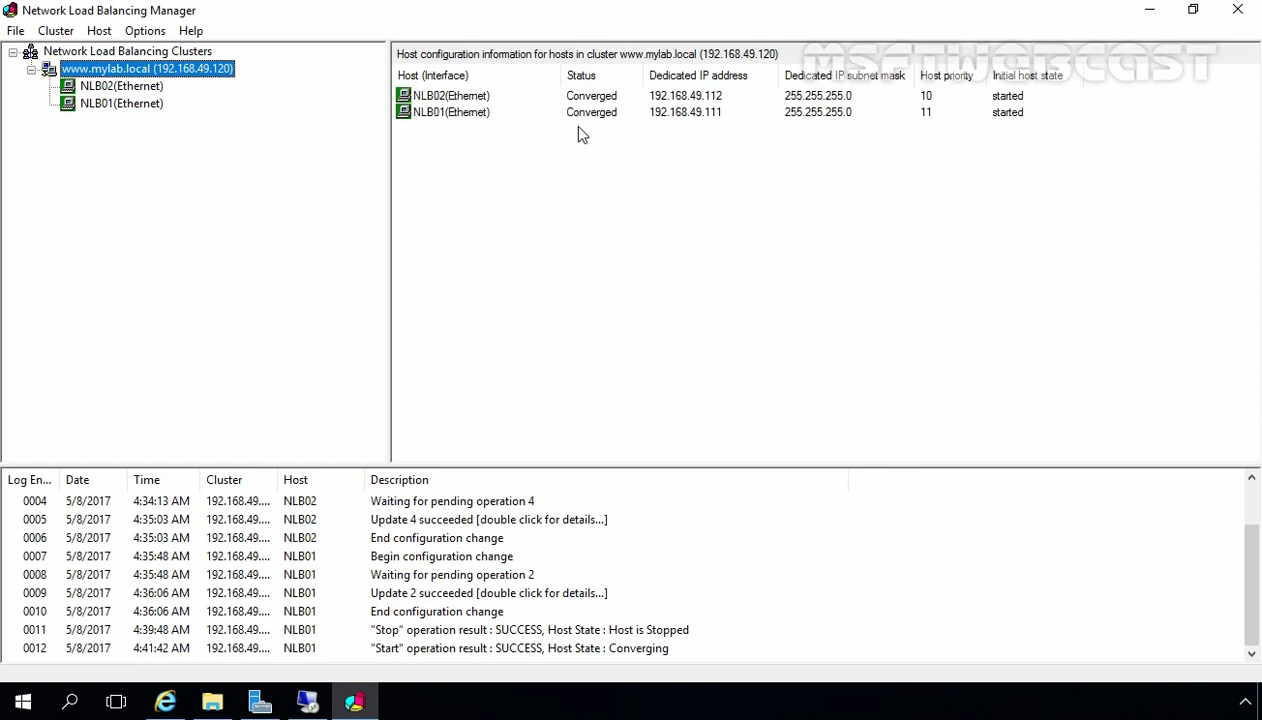 Network Load Balancing Manager
File Cluster Host Options Help
Network Load Balancing Clusters
www.mylab.local (192.168.49.120)
NLB02(Ethernet)
NLB01(Ethernet)
Host configuration information for hosts in cluster www.mylab.local (192.168.49.120)
MSFTWEBCAST
Host (Interface) Status Dedicated IP address Dedicated IP subnet mask Host priority Initial host state
NLB02(Ethernet) Converged 192.168.49.112 255.255.255.0 10 started
NLB01(Ethernet) Converged 192.168.49.111 255.255.255.0 11 started
Log En... Date Time Cluster Host Description
0004 5/8/2017 4:34:13 AM 192.168.49.... NLB02 Waiting for pending operation 4
0005 5/8/2017 4:35:03 AM 192.168.49.... NLB02 Update 4 succeeded [double click for details...]
0006 5/8/2017 4:35:03 AM 192.168.49.... NLB02 End configuration change
0007 5/8/2017 4:35:48 AM 192.168.49.... NLB01 Begin configuration change
0008 5/8/2017 4:35:48 AM 192.168.49.... NLB01 Waiting for pending operation 2
0009 5/8/2017 4:36:06 AM 192.168.49.... NLB01 Update 2 succeeded [double click for details...]
0010 5/8/2017 4:36:06 AM 192.168.49.... NLB01 End configuration change
0011 5/8/2017 4:39:48 AM 192.168.49.... NLB01 "Stop" operation result : SUCCESS, Host State : Host is Stopped
0012 5/8/2017 4:41:42 AM 192.168.49.... NLB01 "Start" operation result : SUCCESS, Host State : Converging